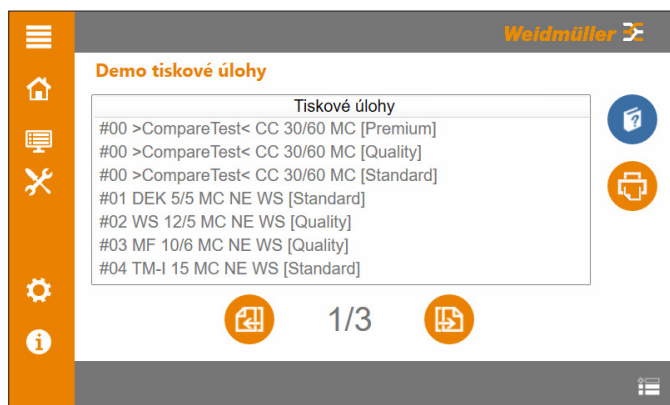 Weidmüller
Demo tiskové úlohy
Tiskové úlohy
#00 >CompareTest< CC 30/60 MC [Premium]
#00 >CompareTest< CC 30/60 MC [Quality]
#00 >CompareTest< CC 30/60 MC [Standard]
#01 DEK 5/5 MC NE WS [Standard]
#02 WS 12/5 MC NE WS [Quality]
#03 MF 10/6 MC NE WS [Quality]
#04 TM-I 15 MC NE WS [Standard]
1/3